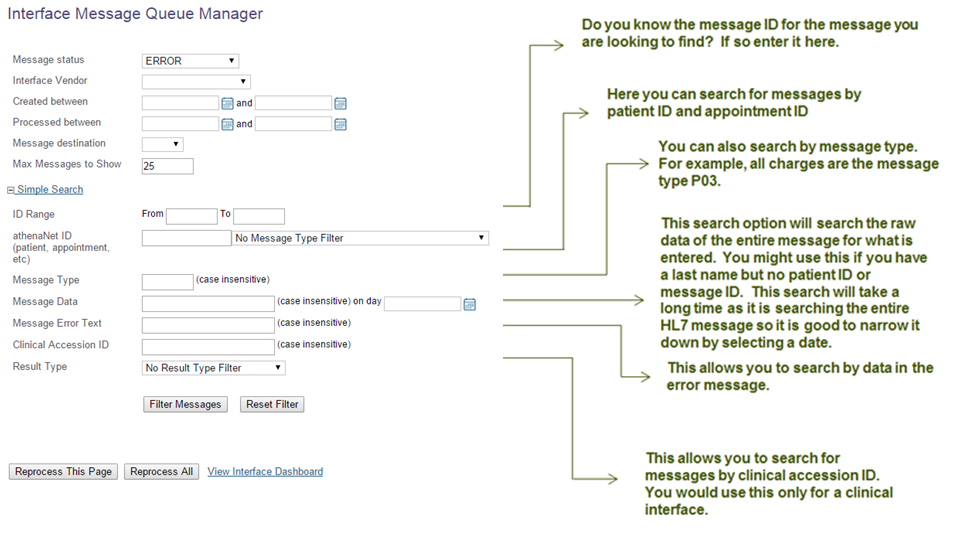 Interface Message Queue Manager
Message status ERROR
Interface Vendor
Created between and
Processed between and
Message destination
Max Messages to Show 25
Simple Search
ID Range From To
athenaNet ID
(patient, appointment,
etc)
No Message Type Filter
Message Type (case insensitive)
Message Data (case insensitive) on day
Message Error Text (case insensitive)
Clinical Accession ID (case insensitive)
Result Type No Result Type Filter
Filter Messages Reset Filter
Reprocess This Page Reprocess All View Interface Dashboard
Do you know the message ID for the message you
are looking to find? If so enter it here.
Here you can search for messages by
patient ID and appointment ID
You can also search by message type.
For example, all charges are the message
type P03.
This search option will search the raw
data of the entire message for what is
entered. You might use this if you have
a last name but no patient ID or
message ID. This search will take a
long time as it is searching the entire
HL7 message so it is good to narrow it
down by selecting a date.
This allows you to search by data in the
error message.
This allows you to search for
messages by clinical accession ID.
You would use this only for a clinical
interface.